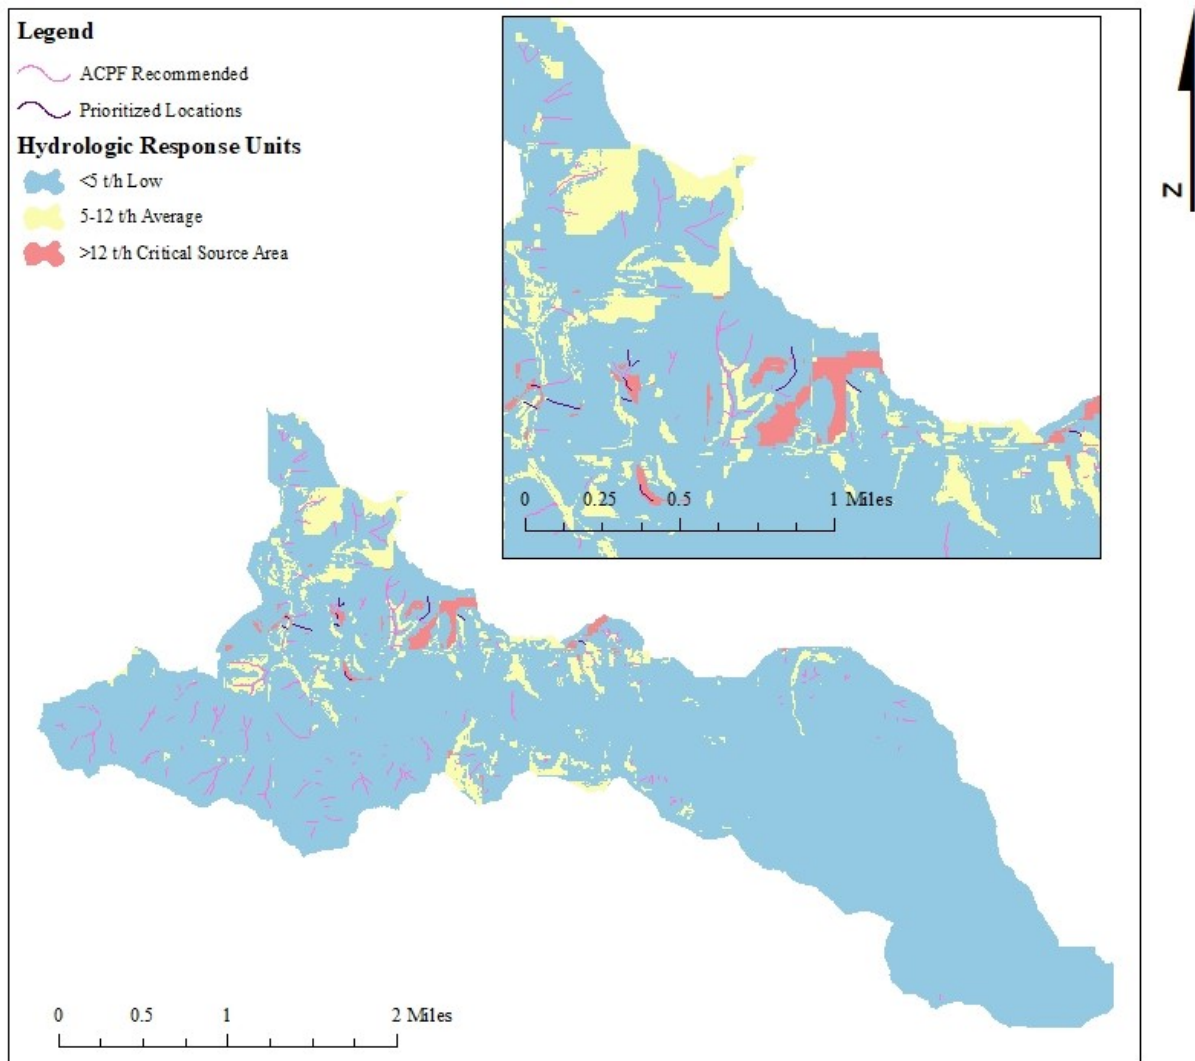 Legend
ACPF Recommended
Prioritized Locations
Hydrologic Response Units
<5 t/h Low
5-12 t/h Average
>12 t/h Critical Source Area
0 0.25 0.5 1 Miles
N
0 0.5 1 2 Miles